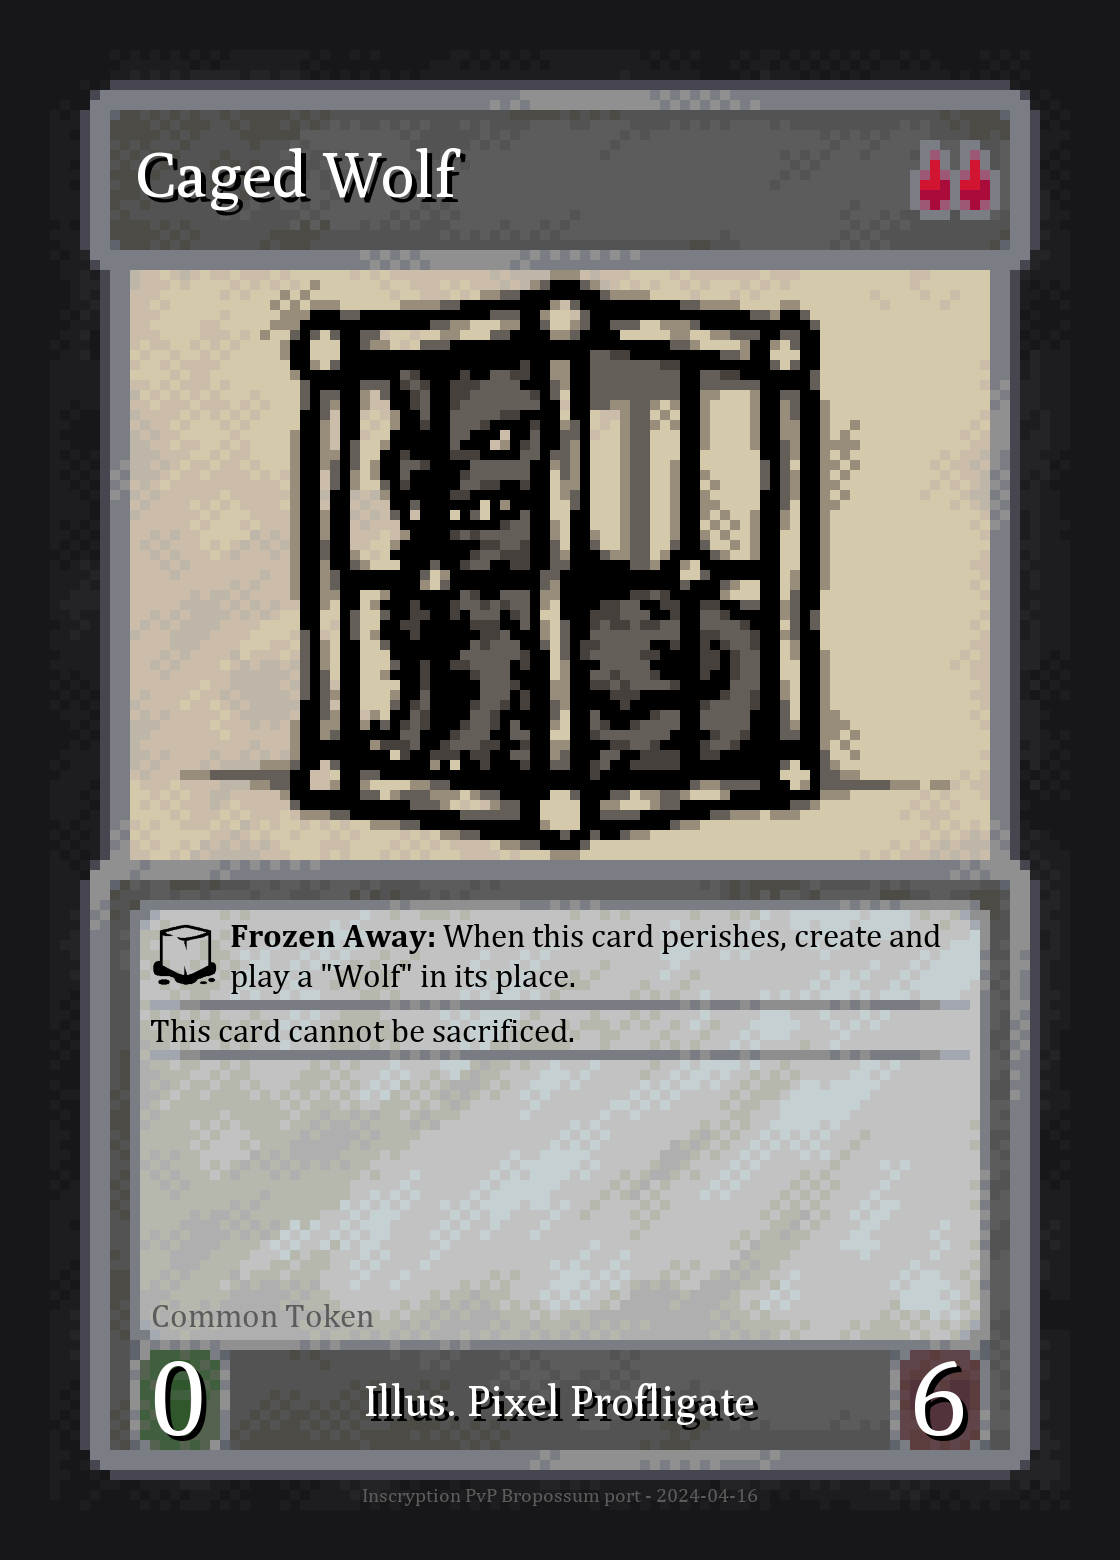 Caged Wolf
Frozen Away: When this card perishes, create and
play a "Wolf" in its place.
This card cannot be sacrificed.
Common Token
0
Illus. Pixel Profligate
6
Inscryption PvP Bropossum port - 2024-04-16